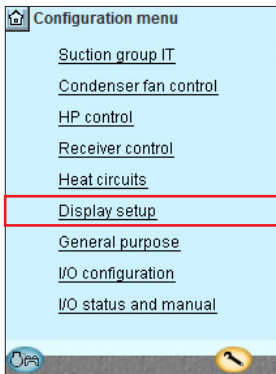 Configuration menu
Suction group IT
Condenser fan control
HP control
Receiver control
Heat circuits
Display setup
General purpose
I/O configuration
I/O status and manual